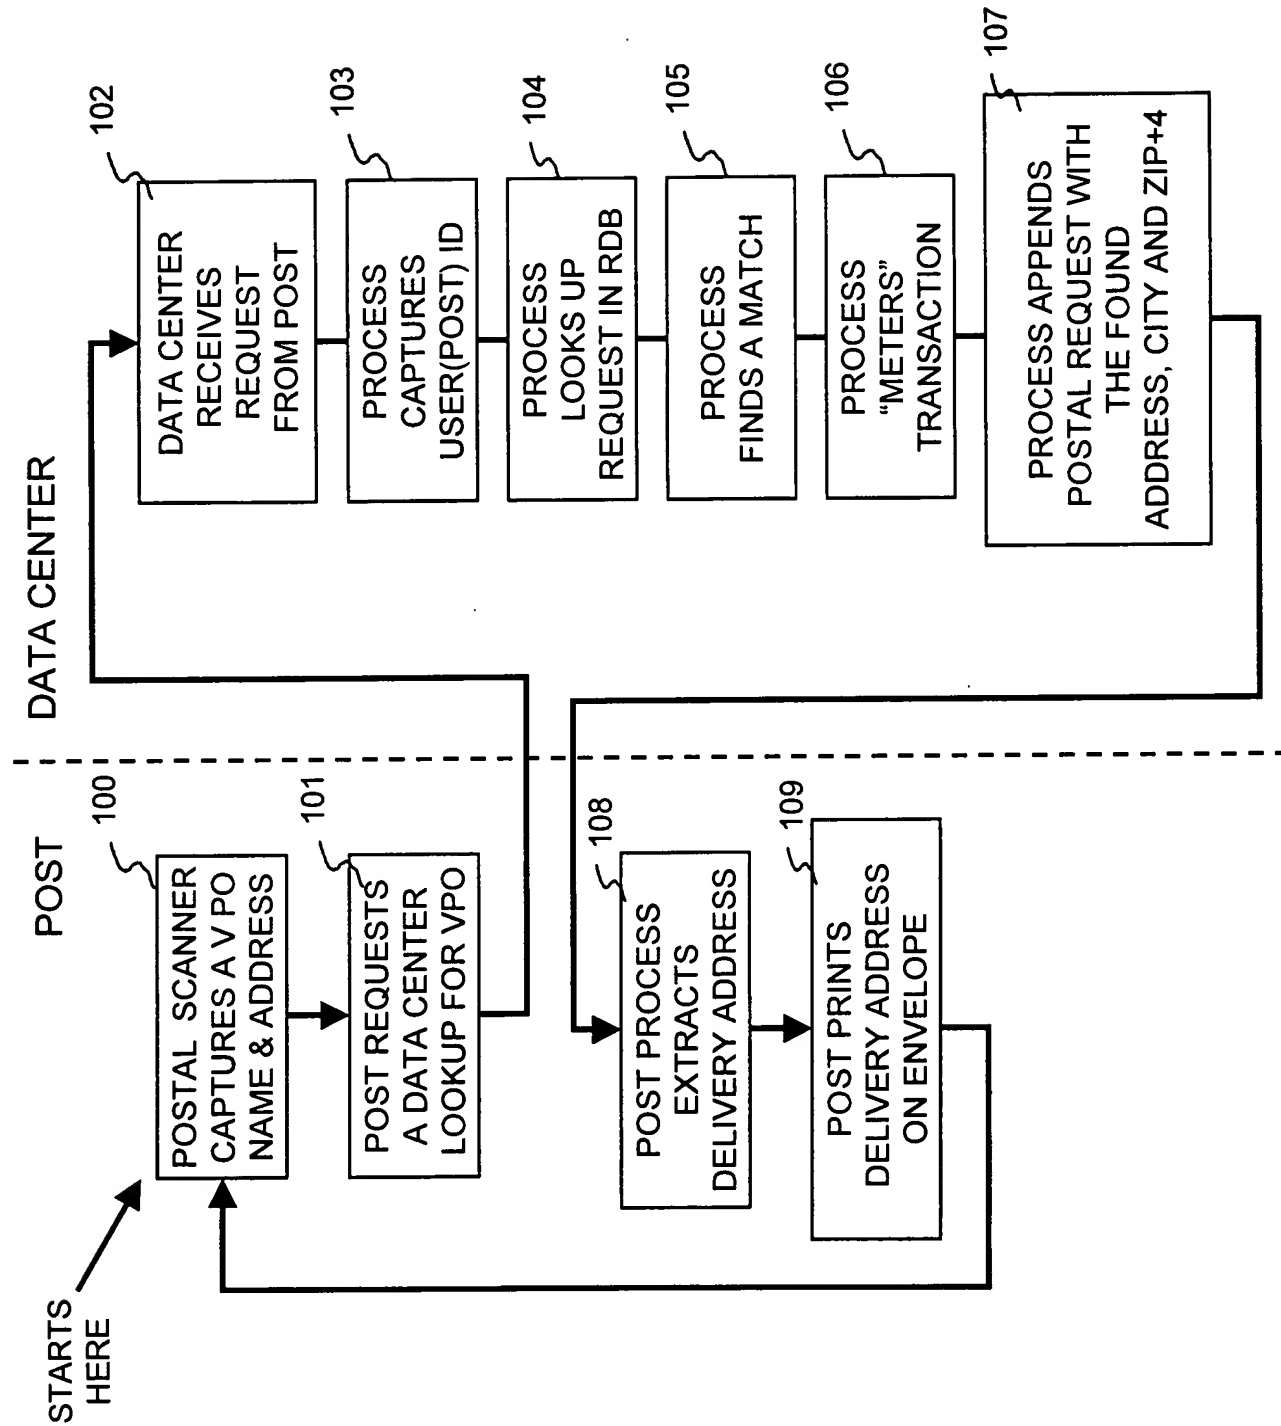 STARTS
HERE
POST
100
POSTAL SCANNER
CAPTURES A V PO
NAME & ADDRESS
101
POST REQUESTS
A DATA CENTER
LOOKUP FOR VPO
108
POST PROCESS
EXTRACTS
DELIVERY ADDRESS
109
POST PRINTS
DELIVERY ADDRESS
ON ENVELOPE
DATA CENTER
102
DATA CENTER
RECEIVES
REQUEST
FROM POST
103
PROCESS
CAPTURES
USER(POST) ID
104
PROCESS
LOOKS UP
REQUEST IN RDB
105
PROCESS
FINDS A MATCH
106
PROCESS
“METERS”
TRANSACTION
107
PROCESS APPENDS
POSTAL REQUEST WITH
THE FOUND
ADDRESS, CITY AND ZIP+4